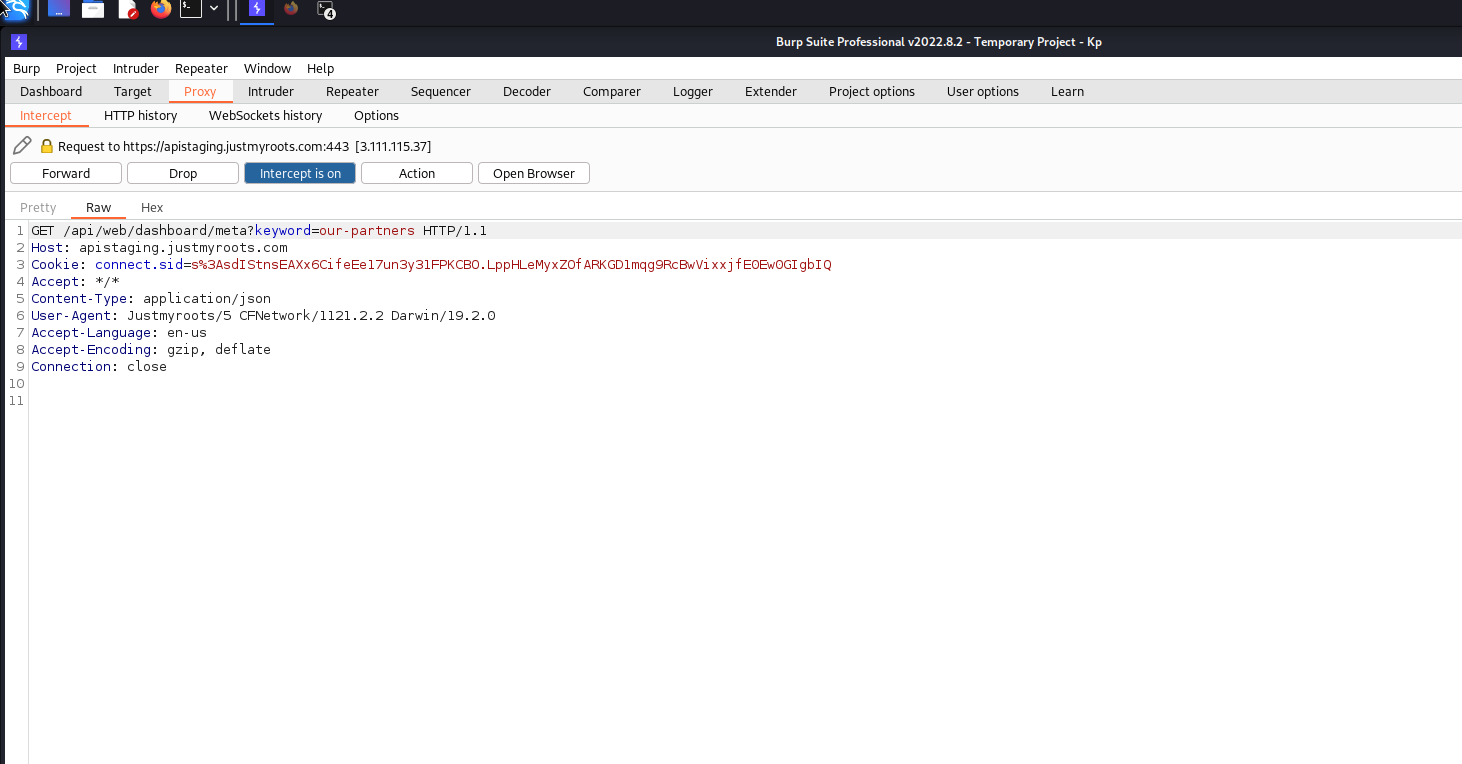 4
Burp Suite Professional v2022.8.2 - Temporary Project - Kp
Burp Project Intruder Repeater Window Help
Dashboard Target Proxy Intruder Repeater Sequencer Decoder Comparer Logger Extender Project options User options Learn
Intercept HTTP history WebSockets history Options
Request to https://apistaging.justmyroots.com:443 [3.111.115.37]
Forward Drop Intercept is on Action Open Browser
Pretty Raw Hex
1 GET /api/web/dashboard/meta?keyword=our-partners HTTP/1.1
2 Host: apistaging.justmyroots.com
3 Cookie: connect.sid=s%3AsdIStnsEAXx6CifeEe17un3y31FPKCBO.LppHLeMyxZOfARKGD1mqg9RcBwVixxjfE0Ew0GIgbIQ
4 Accept: */*
5 Content-Type: application/json
6 User-Agent: Justmyroots/5 CFNetwork/1121.2.2 Darwin/19.2.0
7 Accept-Language: en-us
8 Accept-Encoding: gzip, deflate
9 Connection: close
10
11